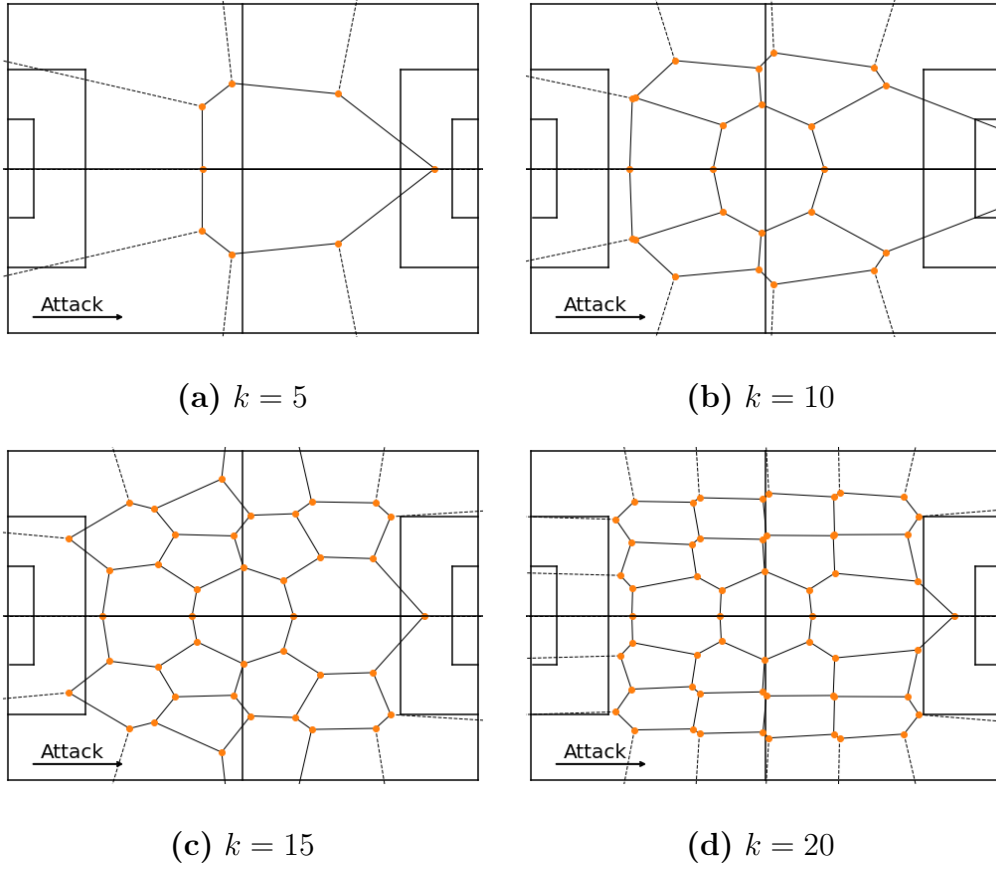 Attack
Attack
(a) k = 5
(b) k = 10
Attack
Attack
(c) k = 15
(d) k = 20